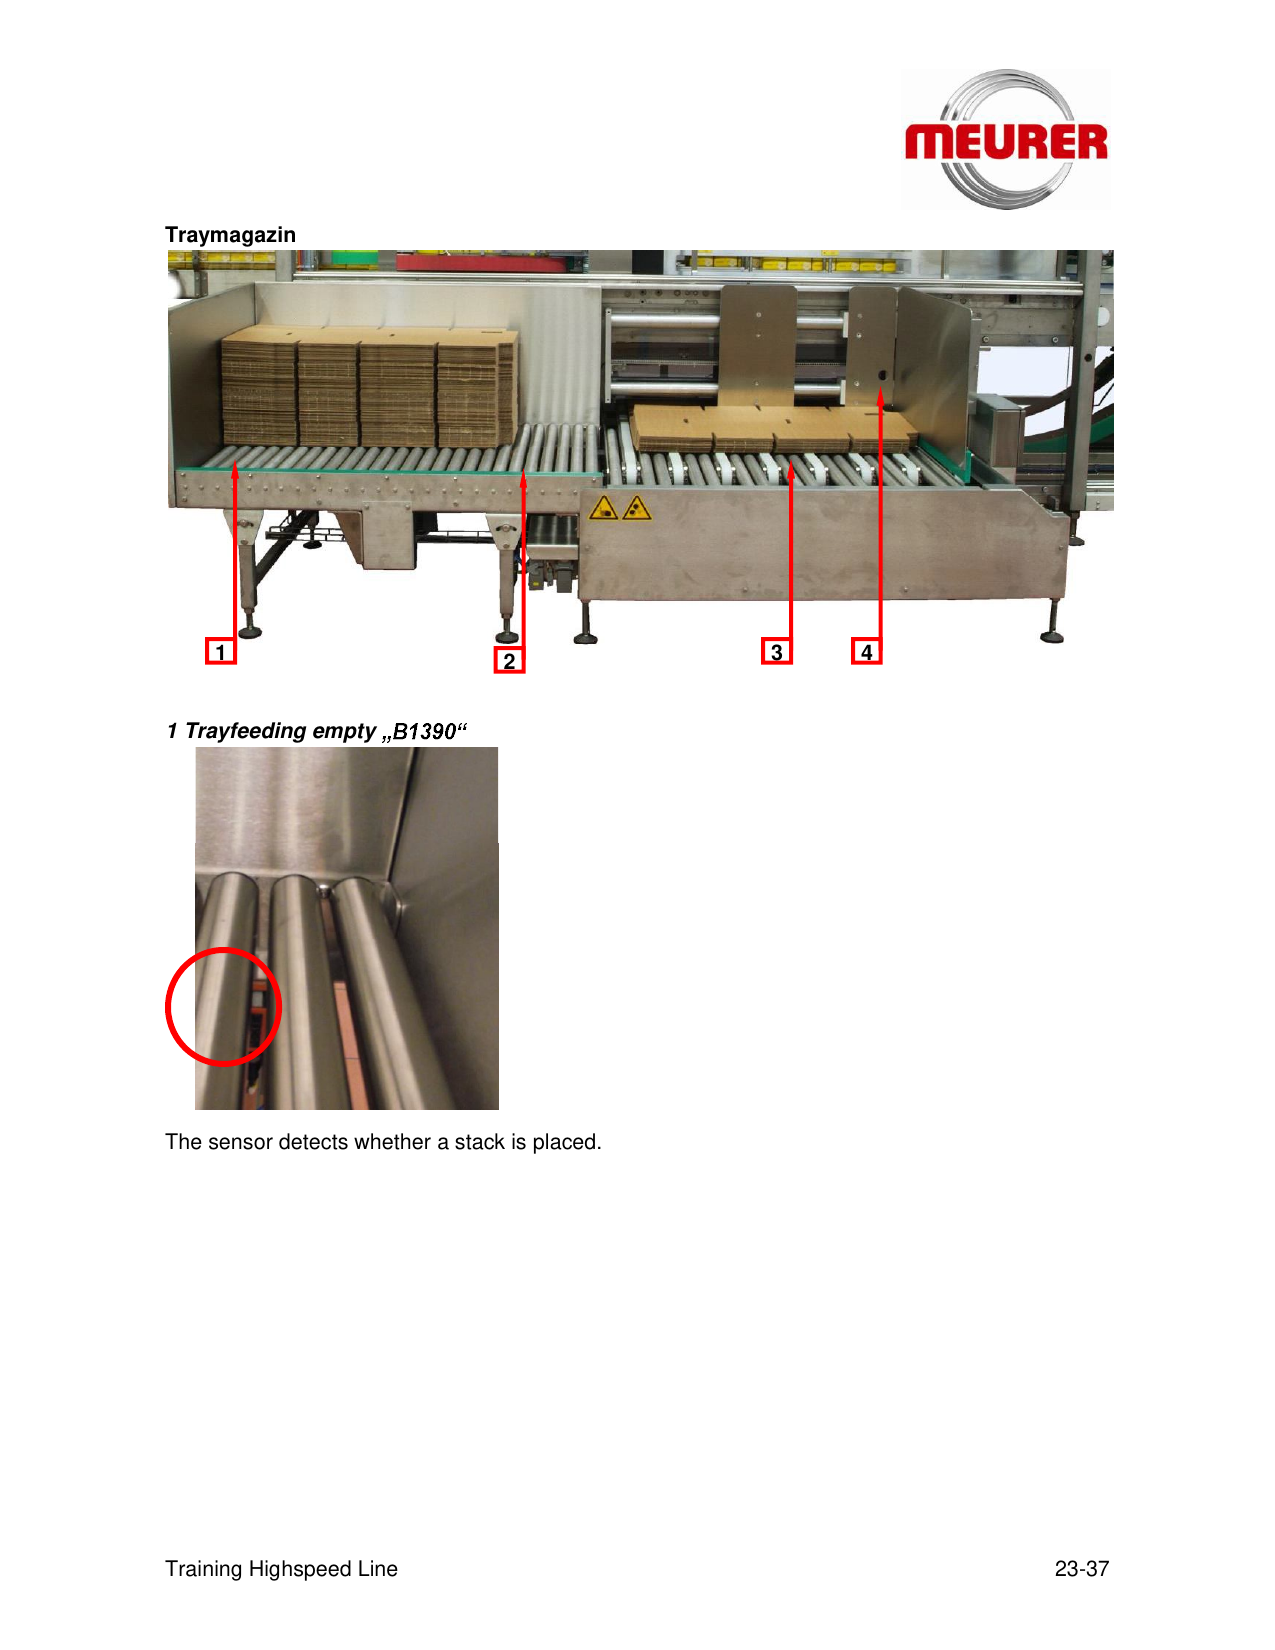 MEURER
Traymagazin
1
2
3
4
1 Trayfeeding empty „B1390“
The sensor detects whether a stack is placed.
Training Highspeed Line 23-37